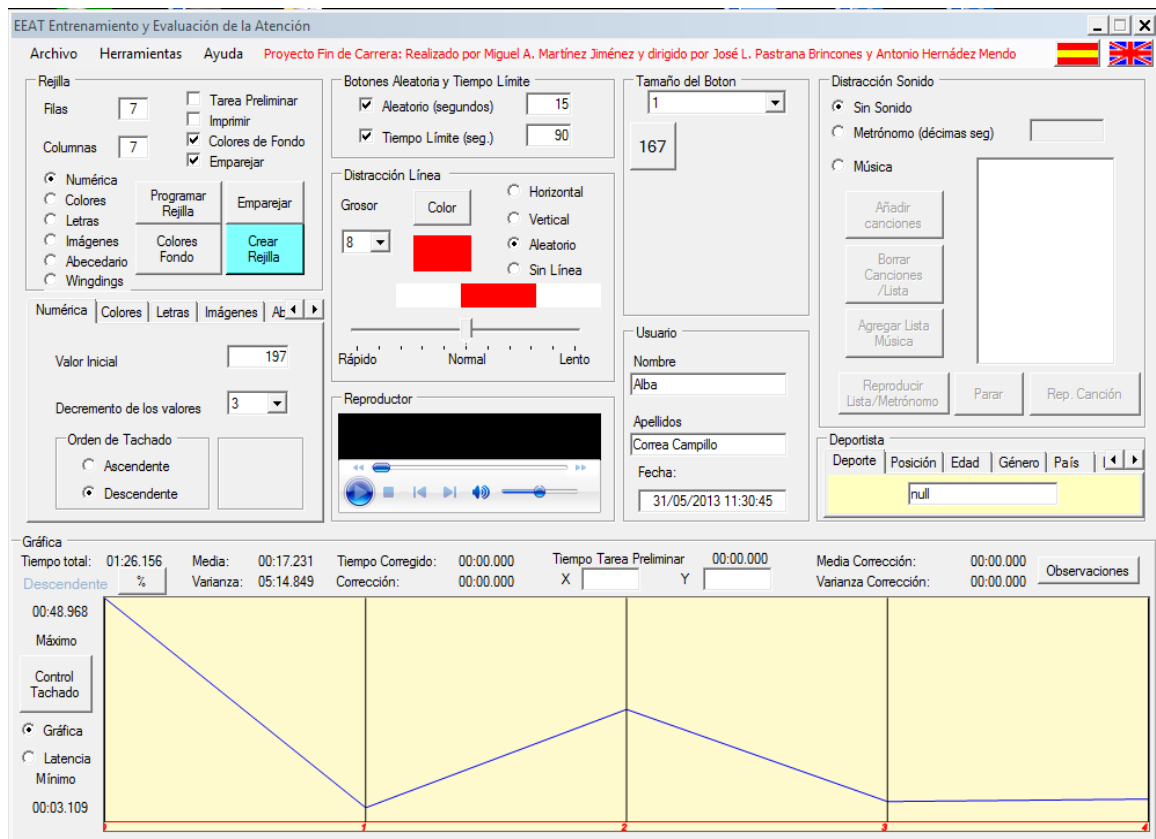 EEAT Entrenamiento y Evaluación de la Atención
Archivo Herramientas Ayuda Proyecto Fin de Carrera: Realizado por Miguel A. Martínez Jiménez y dirigido por José L. Pastrana Brincones y Antonio Hernádez Mendo
Rejilla
Filas 7
Columnas 7
Tarea Preliminar
Imprimir
Colores de Fondo
Emparejar
Numérica
Colores
Letras
Imágenes
Abecedario
Wingdings
Programar
Rejilla
Emparejar
Colores
Fondo
Crear
Rejilla
Numérica Colores Letras Imágenes Ab
Valor Inicial 197
Decremento de los valores 3
Orden de Tachado
Ascendente
Descendente
Botones Aleatoria y Tiempo Límite
Aleatorio (segundos) 15
Tiempo Límite (seg.) 90
Distracción Línea
Grosor
8
Color
Horizontal
Vertical
Aleatorio
Sin Línea
Rápido Normal Lento
Reproductor
Tamaño del Boton
1
167
Usuario
Nombre
Alba
Apellidos
Correa Campillo
Fecha:
31/05/2013 11:30:45
Distracción Sonido
Sin Sonido
Metrónomo (décimas seg)
Música
Añadir
canciones
Borrar
Canciones
/Lista
Agregar Lista
Música
Reproducir
Lista/Metrónomo
Parar
Rep. Canción
Deportista
Deporte Posición Edad Género País
null
Gráfica
Tiempo total: 01:26.156 Media: 00:17.231 Tiempo Corregido: 00:00.000 Tiempo Tarea Preliminar 00:00.000 Media Corrección: 00:00.000
Descendente % Varianza: 05:14.849 Corrección: 00:00.000 X Y Varianza Corrección: 00:00.000
Observaciones
00:48.968
Máximo
Control
Tachado
Gráfica
Latencia
Mínimo
00:03.109
1 2 3 4